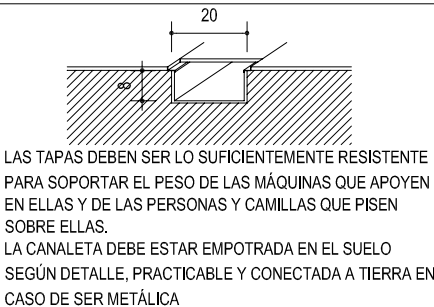 20
8
LAS TAPAS DEBEN SER LO SUFICIENTEMENTE RESISTENTE
PARA SOPORTAR EL PESO DE LAS MÁQUINAS QUE APOYEN
EN ELLAS Y DE LAS PERSONAS Y CAMILLAS QUE PISEN
SOBRE ELLAS.
LA CANALETA DEBE ESTAR EMPOTRADA EN EL SUELO
SEGÚN DETALLE, PRACTICABLE Y CONECTADA A TIERRA EN
CASO DE SER METÁLICA